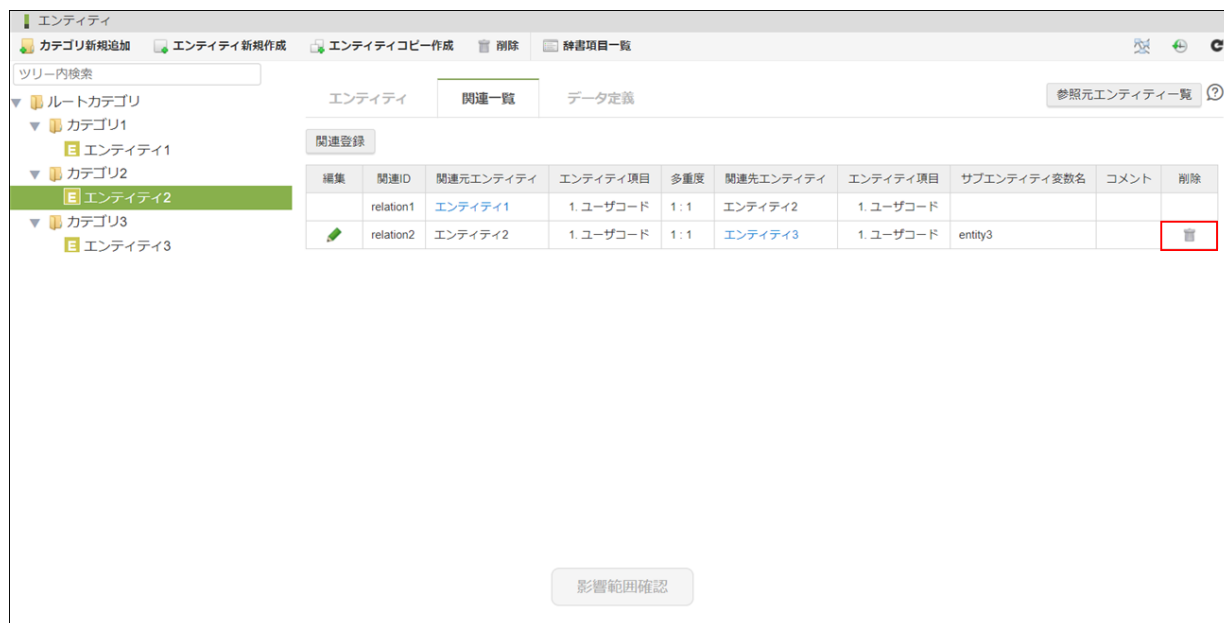 エンティティ
カテゴリ新規追加 エンティティ新規作成 エンティティコピー作成 削除 辞書項目一覧
ツリー内検索
ルートカテゴリ
カテゴリ1
E エンティティ1
カテゴリ2
E エンティティ2
カテゴリ3
E エンティティ3
エンティティ 関連一覧 データ定義 参照元エンティティ一覧 ?
関連登録
編集 関連ID 関連元エンティティ エンティティ項目 多重度 関連先エンティティ エンティティ項目 サブエンティティ変数名 コメント 削除
relation1 エンティティ1 1. ユーザコード 1 : 1 エンティティ2 1. ユーザコード
relation2 エンティティ2 1. ユーザコード 1 : 1 エンティティ3 1. ユーザコード entity3
影響範囲確認